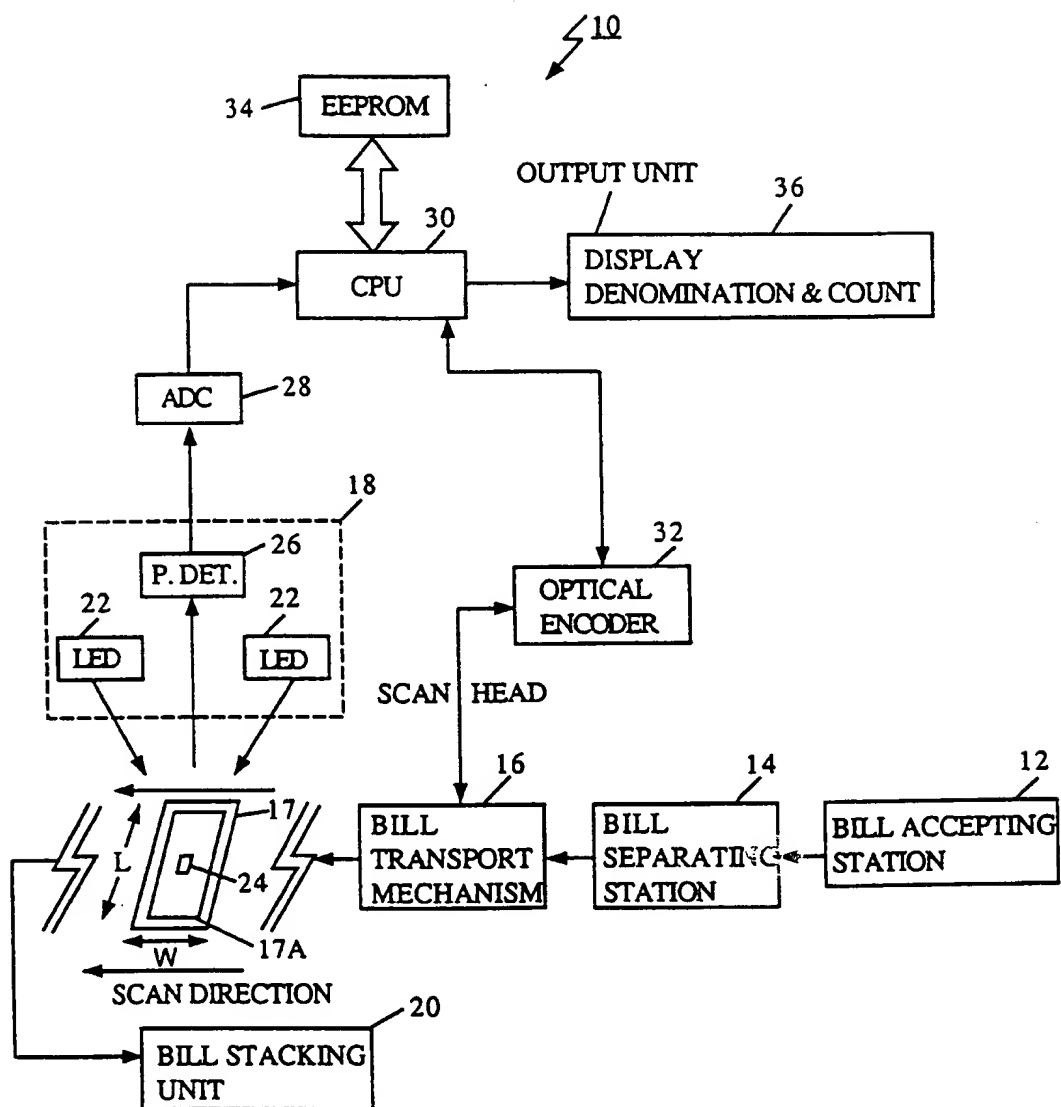 10
34
EEPROM
OUTPUT UNIT
36
30
CPU
DISPLAY
DENOMINATION & COUNT
ADC
28
18
26
P. DET.
32
OPTICAL
ENCODER
22
22
LED
LED
SCAN HEAD
16
14
12
17
BILL
TRANSPORT
MECHANISM
BILL
SEPARATING
STATION
BILL ACCEPTING
STATION
L
24
17A
W
SCAN DIRECTION
20
BILL STACKING
UNIT